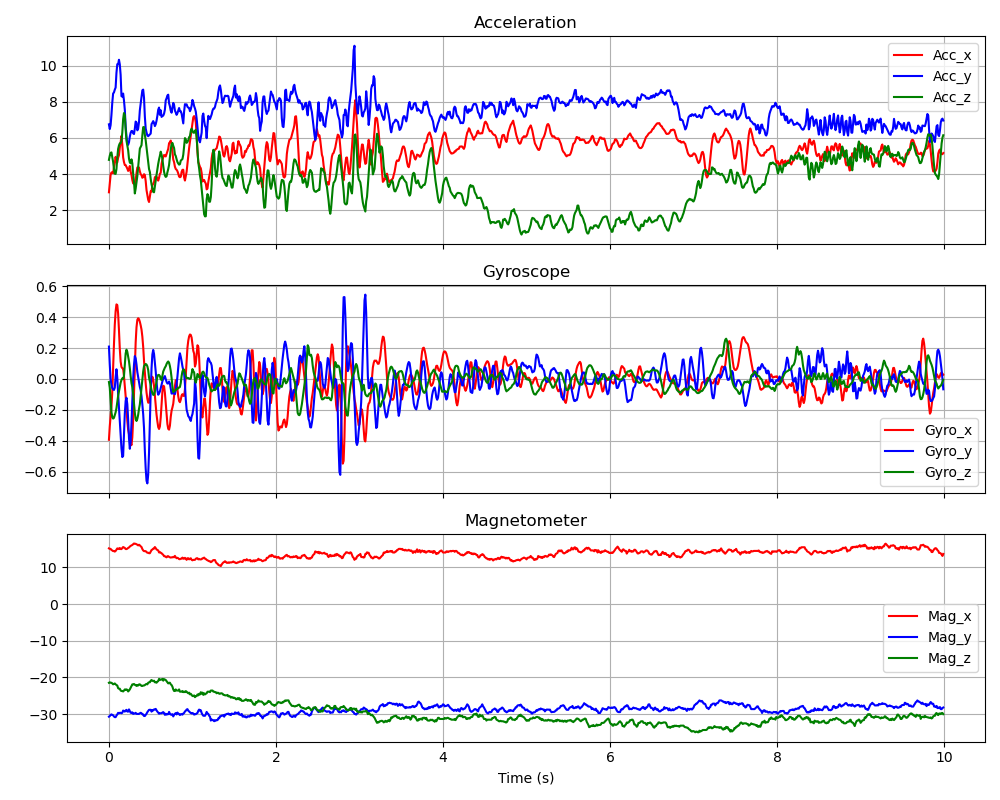 Acceleration
10
8
6
4
2
Acc_x
Acc_y
Acc_z
Gyroscope
0.6
0.4
0.2
0.0
−0.2
−0.4
−0.6
Gyro_x
Gyro_y
Gyro_z
Magnetometer
10
0
−10
−20
−30
Mag_x
Mag_y
Mag_z
0 2 4 6 8 10
Time (s)